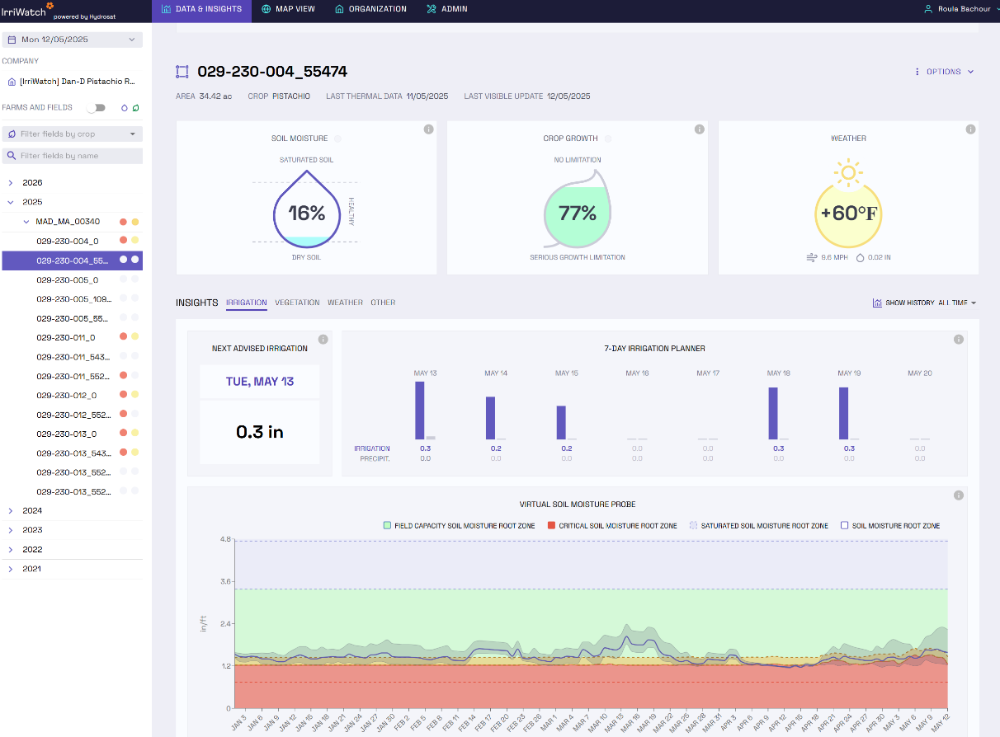 IrriWatch powered by Hydrosat
DATA & INSIGHTS MAP VIEW ORGANIZATION ADMIN Roula Bachour
Mon 12/05/2025
COMPANY
[IrriWatch] Dan-D Pistachio R...
FARMS AND FIELDS
Filter fields by crop
Filter fields by name
2026
2025
MAD_MA_00340
029-230-004_0
029-230-004_55...
029-230-005_0
029-230-005_109...
029-230-005_55...
029-230-011_0
029-230-011_543...
029-230-011_552...
029-230-012_0
029-230-012_552...
029-230-013_0
029-230-013_543...
029-230-013_552...
029-230-013_552...
2024
2023
2022
2021
029-230-004_55474
OPTIONS
AREA 34.42 ac CROP PISTACHIO LAST THERMAL DATA 11/05/2025 LAST VISIBLE UPDATE 12/05/2025
SOIL MOISTURE
SATURATED SOIL
16%
HEALTHY
DRY SOIL
CROP GROWTH
NO LIMITATION
77%
SERIOUS GROWTH LIMITATION
WEATHER
+60°F
9.6 MPH 0.02 IN
INSIGHTS IRRIGATION VEGETATION WEATHER OTHER
SHOW HISTORY ALL TIME
NEXT ADVISED IRRIGATION
TUE, MAY 13
0.3 in
7-DAY IRRIGATION PLANNER
MAY 13 MAY 14 MAY 15 MAY 16 MAY 17 MAY 18 MAY 19 MAY 20
IRRIGATION 0.3 0.2 0.2 0.0 0.0 0.3 0.3 0.0
PRECIPIT. 0.0 0.0 0.0 0.0 0.0 0.0 0.0 0.0
VIRTUAL SOIL MOISTURE PROBE
FIELD CAPACITY SOIL MOISTURE ROOT ZONE CRITICAL SOIL MOISTURE ROOT ZONE SATURATED SOIL MOISTURE ROOT ZONE SOIL MOISTURE ROOT ZONE
4.8
3.6
in/ft
2.4
1.2
0
JAN 3 JAN 6 JAN 9 JAN 12 JAN 15 JAN 18 JAN 21 JAN 24 JAN 27 JAN 30 FEB 2 FEB 5 FEB 8 FEB 11 FEB 14 FEB 17 FEB 20 FEB 23 FEB 26 MAR 1 MAR 4 MAR 7 MAR 10 MAR 13 MAR 16 MAR 19 MAR 22 MAR 25 MAR 28 MAR 31 APR 3 APR 6 APR 9 APR 12 APR 15 APR 18 APR 21 APR 24 APR 27 APR 30 MAY 3 MAY 6 MAY 9 MAY 12